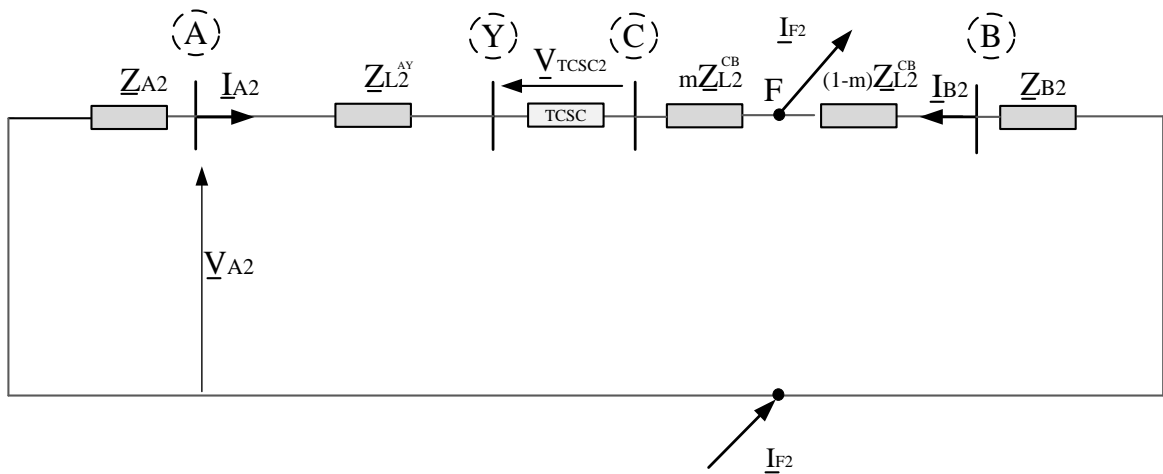 A
Y
C
B
I_F2
Z_A2
I_A2
Z_L2^AY
V_TCSC2
TCSC
mZ_L2^CB
F
(1-m)Z_L2^CB
I_B2
Z_B2
V_A2
I_F2